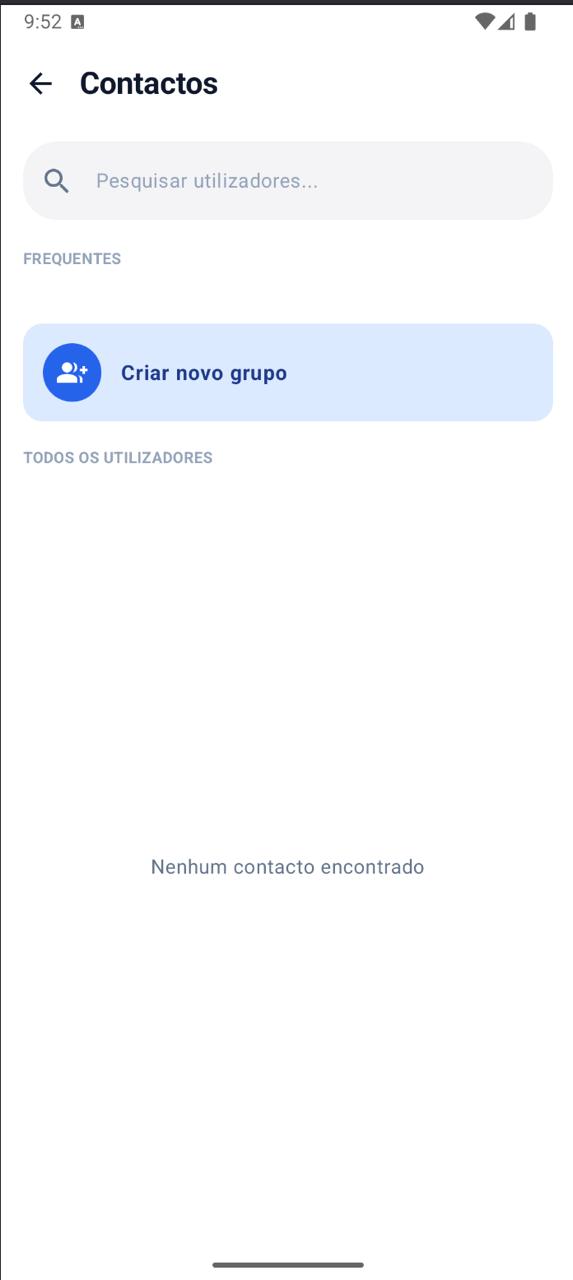 9:52
Contactos
Pesquisar utilizadores...
FREQUENTES
Criar novo grupo
TODOS OS UTILIZADORES
Nenhum contacto encontrado